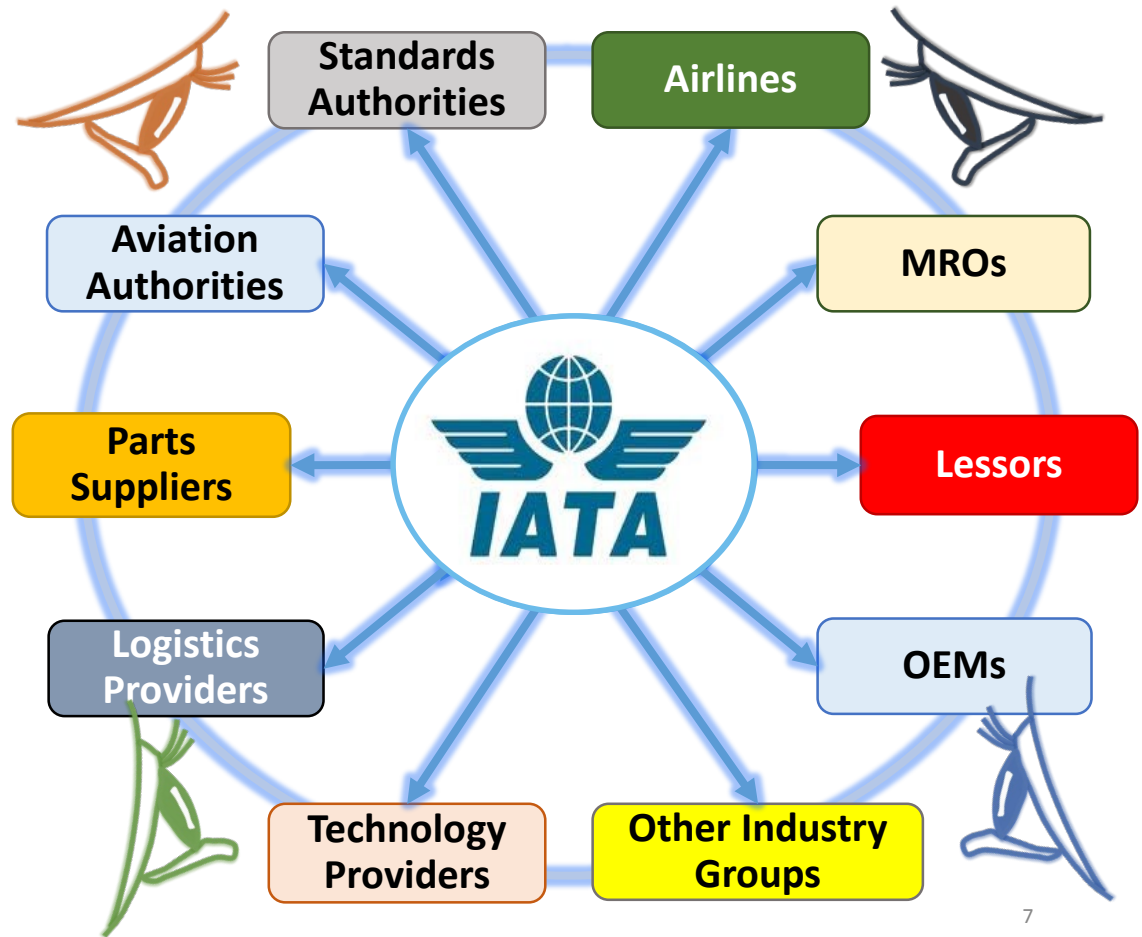 Standards
Authorities
Airlines
Aviation
Authorities
MROs
Parts
Suppliers
IATA
Lessors
Logistics
Providers
OEMs
Technology
Providers
Other Industry
Groups
7